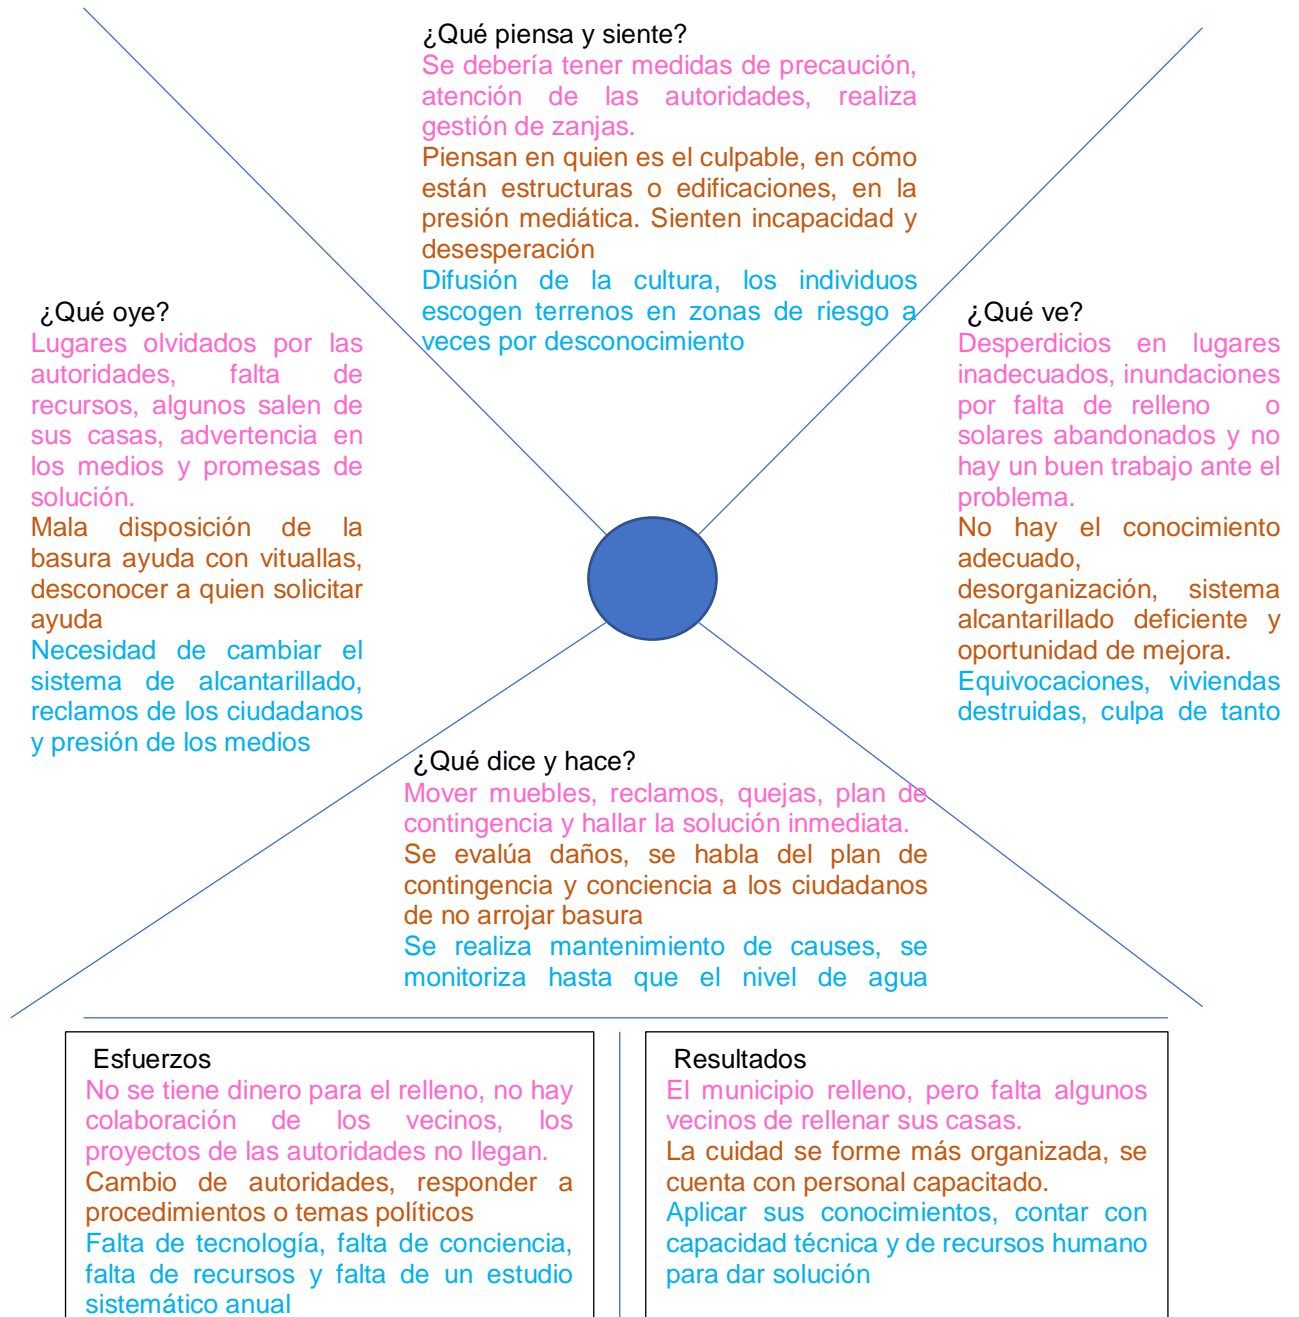 ¿Qué piensa y siente?
Se debería tener medidas de precaución,
atención de las autoridades, realiza
gestión de zanjas.
Piensan en quien es el culpable, en cómo
están estructuras o edificaciones, en la
presión mediática. Sienten incapacidad y
desesperación
Difusión de la cultura, los individuos
escogen terrenos en zonas de riesgo a
veces por desconocimiento
¿Qué oye?
Lugares olvidados por las
autoridades, falta de
recursos, algunos salen de
sus casas, advertencia en
los medios y promesas de
solución.
Mala disposición de la
basura ayuda con vituallas,
desconocer a quien solicitar
ayuda
Necesidad de cambiar el
sistema de alcantarillado,
reclamos de los ciudadanos
y presión de los medios
¿Qué ve?
Desperdicios en lugares
inadecuados, inundaciones
por falta de relleno o
solares abandonados y no
hay un buen trabajo ante el
problema.
No hay el conocimiento
adecuado,
desorganización, sistema
alcantarillado deficiente y
oportunidad de mejora.
Equivocaciones, viviendas
destruidas, culpa de tanto
¿Qué dice y hace?
Mover muebles, reclamos, quejas, plan de
contingencia y hallar la solución inmediata.
Se evalúa daños, se habla del plan de
contingencia y conciencia a los ciudadanos
de no arrojar basura
Se realiza mantenimiento de causes, se
monitoriza hasta que el nivel de agua
Esfuerzos
No se tiene dinero para el relleno, no hay
colaboración de los vecinos, los
proyectos de las autoridades no llegan.
Cambio de autoridades, responder a
procedimientos o temas políticos
Falta de tecnología, falta de conciencia,
falta de recursos y falta de un estudio
sistemático anual
Resultados
El municipio relleno, pero falta algunos
vecinos de rellenar sus casas.
La cuidad se forme más organizada, se
cuenta con personal capacitado.
Aplicar sus conocimientos, contar con
capacidad técnica y de recursos humano
para dar solución